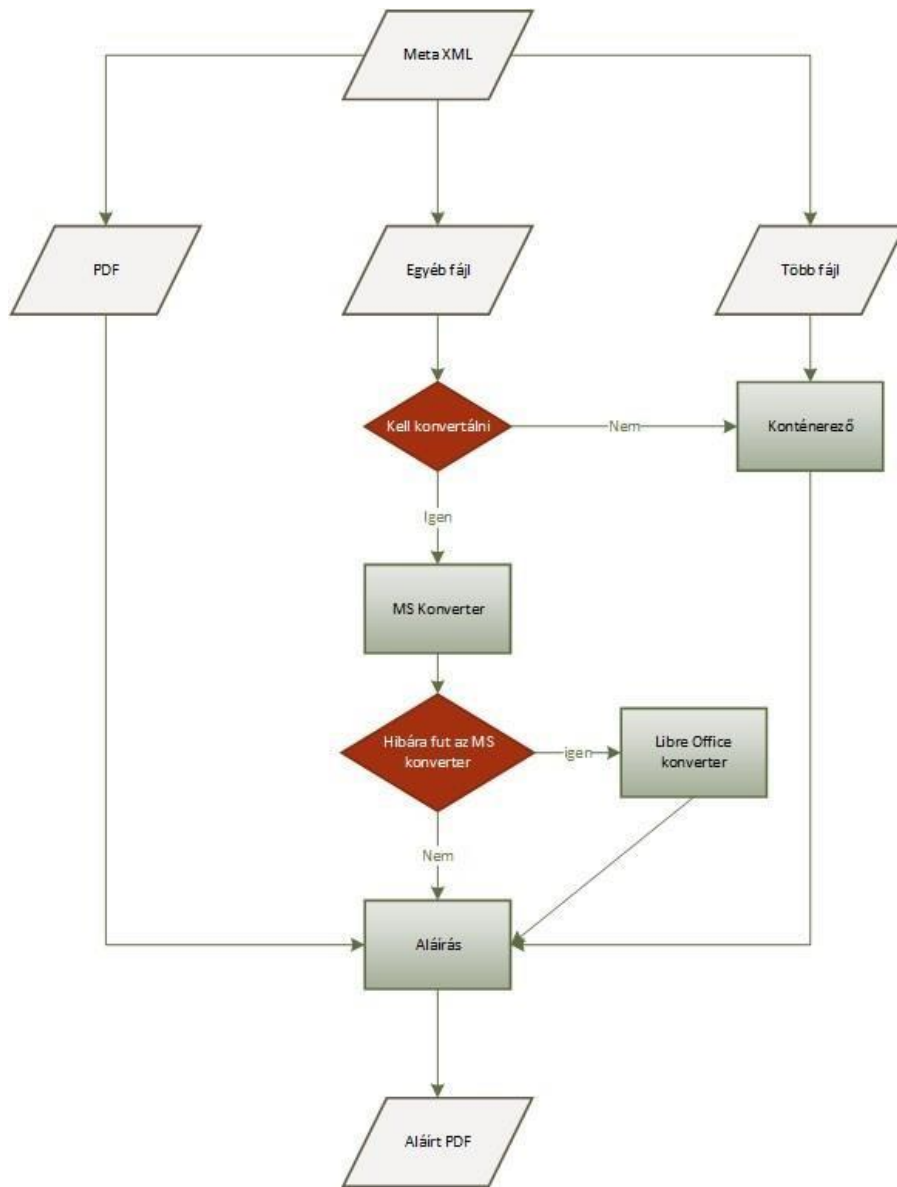 Meta XML
PDF
Egyéb fájl
Több fájl
Kell konvertálni
Nem
Konténerező
Igen
MS Konverter
Hibára fut az MS
konverter
igen
Libre Office
konverter
Nem
Aláírás
Aláírt PDF